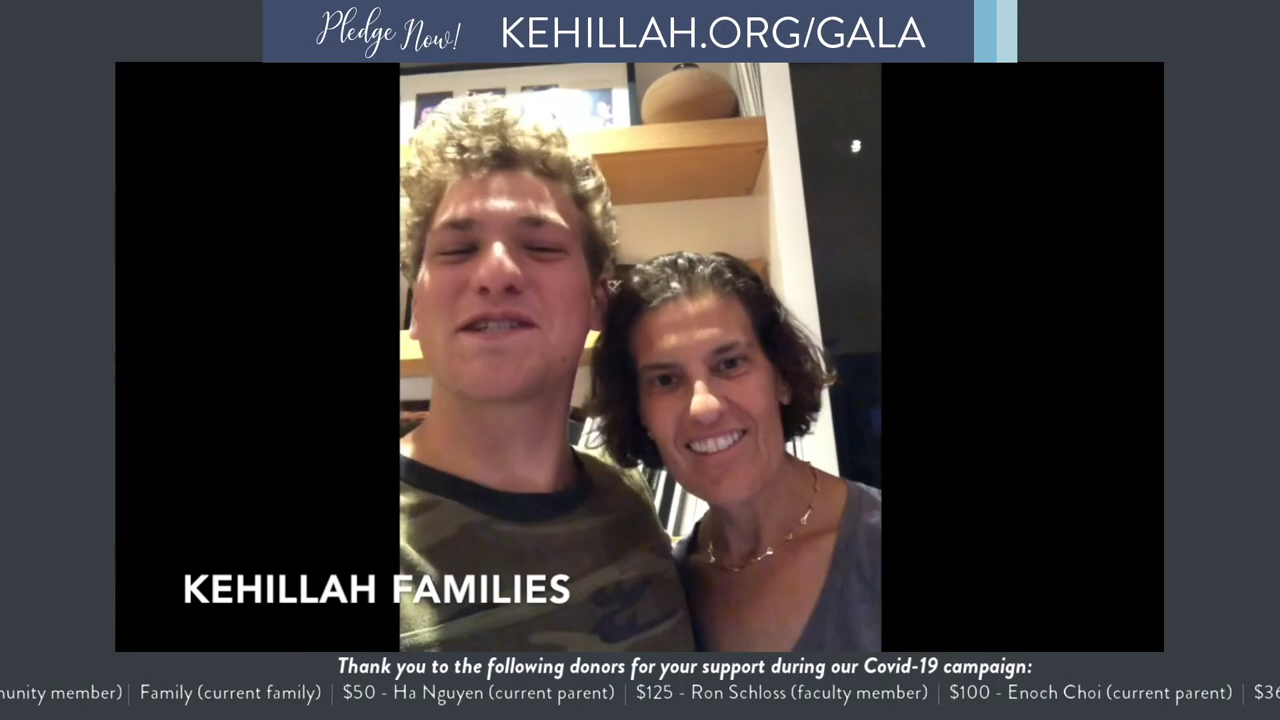 Pledge Now! KEHILLAH.ORG/GALA
KEHILLAH FAMILIES
Thank you to the following donors for your support during our Covid-19 campaign:
member) | Family (current family) | $50 - Ha Nguyen (current parent) | $125 - Ron Schloss (faculty member) | $100 - Enoch Choi (current parent) |